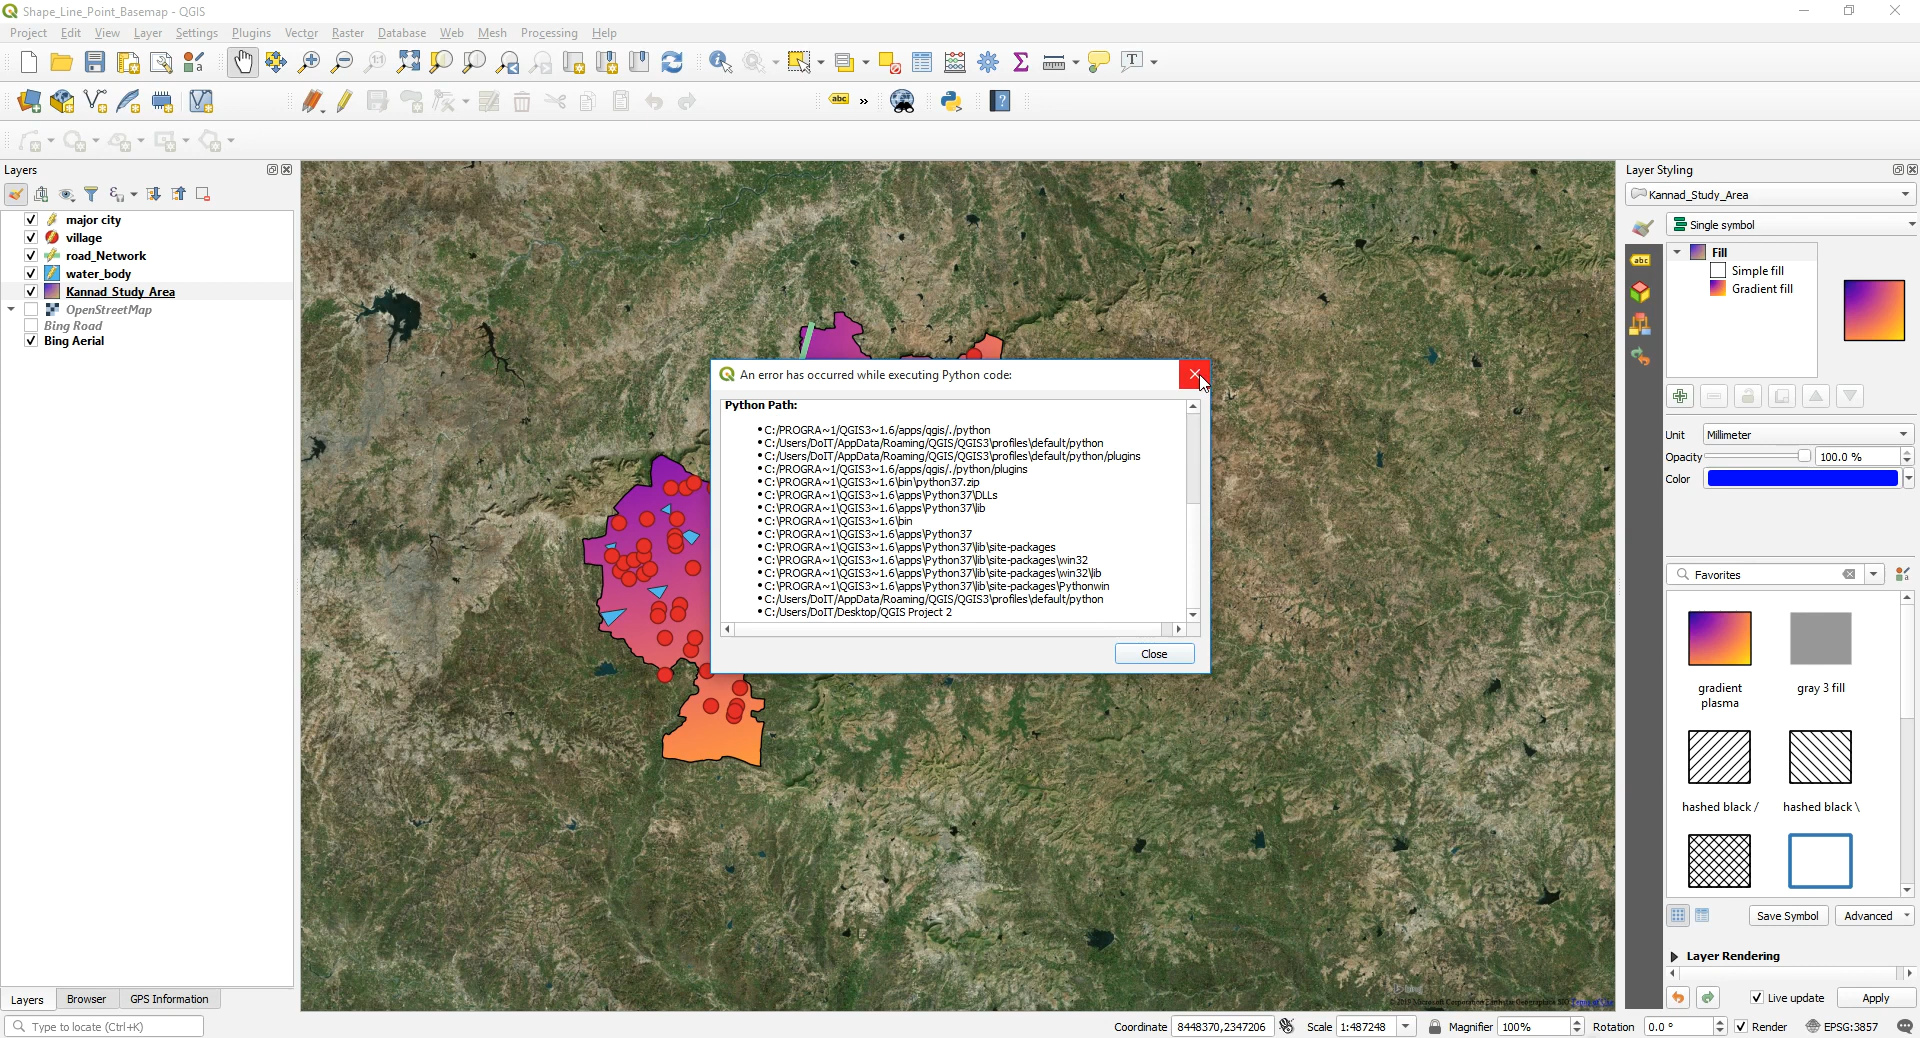 Shape_Line_Point_Basemap - QGIS
Project Edit View Layer Settings Plugins Vector Raster Database Web Mesh Processing Help
Layers
major city
village
road_Network
water_body
Kannad_Study_Area
OpenStreetMap
Bing Road
Bing Aerial
An error has occurred while executing Python code:
Python Path:
•C:/PROGRA~1/QGIS3~1.6/apps/qgis/./python
•C:/Users/DoIT/AppData/Roaming/QGIS/QGIS3\profiles\default/python
•C:/Users/DoIT/AppData/Roaming/QGIS/QGIS3\profiles\default/python/plugins
•C:/PROGRA~1/QGIS3~1.6/apps/qgis/./python/plugins
•C:\PROGRA~1\QGIS3~1.6\bin\python37.zip
•C:\PROGRA~1\QGIS3~1.6\apps\Python37\DLLs
•C:\PROGRA~1\QGIS3~1.6\apps\Python37\lib
•C:\PROGRA~1\QGIS3~1.6\bin
•C:\PROGRA~1\QGIS3~1.6\apps\Python37
•C:\PROGRA~1\QGIS3~1.6\apps\Python37\lib\site-packages
•C:\PROGRA~1\QGIS3~1.6\apps\Python37\lib\site-packages\win32
•C:\PROGRA~1\QGIS3~1.6\apps\Python37\lib\site-packages\win32\lib
•C:\PROGRA~1\QGIS3~1.6\apps\Python37\lib\site-packages\Pythonwin
•C:/Users/DoIT/AppData/Roaming/QGIS/QGIS3\profiles\default/python
•C:/Users/DoIT/Desktop/QGIS Project 2
Close
Layer Styling
Kannad_Study_Area
Single symbol
abc
Fill
Simple fill
Gradient fill
Unit Millimeter
Opacity 100.0 %
Color
Favorites
gradient plasma
gray 3 fill
hashed black /
hashed black \
Save Symbol Advanced
Layer Rendering
Live update Apply
Layers Browser GPS Information
Type to locate (Ctrl+K)
Coordinate 8448370,2347206 Scale 1:487248 Magnifier 100% Rotation 0.0 ° Render EPSG:3857